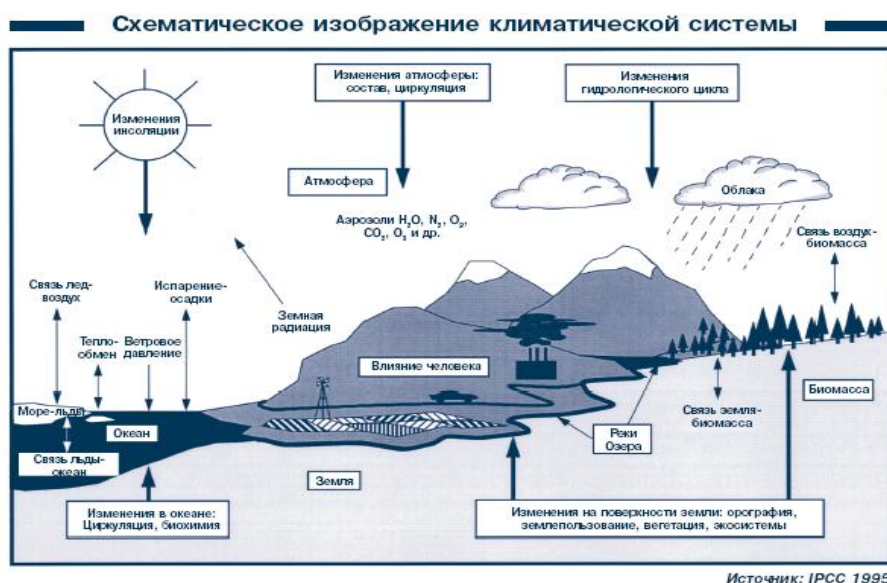 Схематическое изображение климатической системы
Изменения атмосферы:
состав, циркуляция
Изменения
гидрологического цикла
Изменения
инсоляции
Атмосфера
Облака
Аэрозоли H₂O, N₂, O₂,
CO₂, O₃ и др.
Связь воздух-
биомасса
Связь лед-
воздух
Испарение-
осадки
Земная
радиация
Тепло-
обмен
Ветровое
давление
Влияние человека
Биомасса
Море-льды
Связь земля-
биомасса
Океан
Реки
Озера
Связь льды-
океан
Земля
Изменения в океане:
Циркуляция, биохимия
Изменения на поверхности земли: орография,
землепользование, вегетация, экосистемы
Источник: IPCC 1995